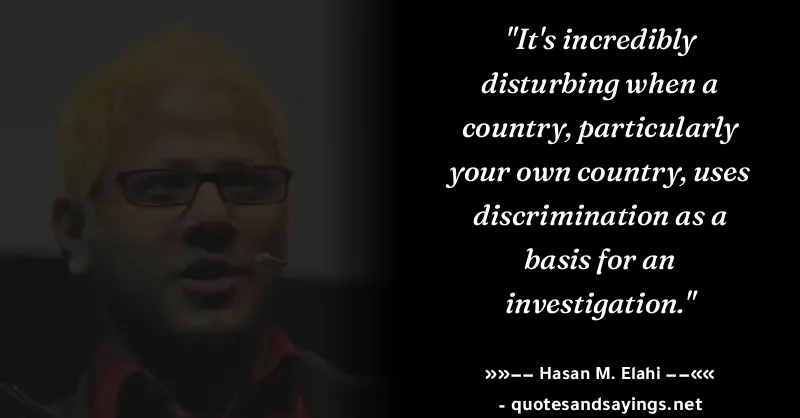 "It's incredibly
disturbing when a
country, particularly
your own country, uses
discrimination as a
basis for an
investigation."
»»−− Hasan M. Elahi −−««
- quotesandsayings.net